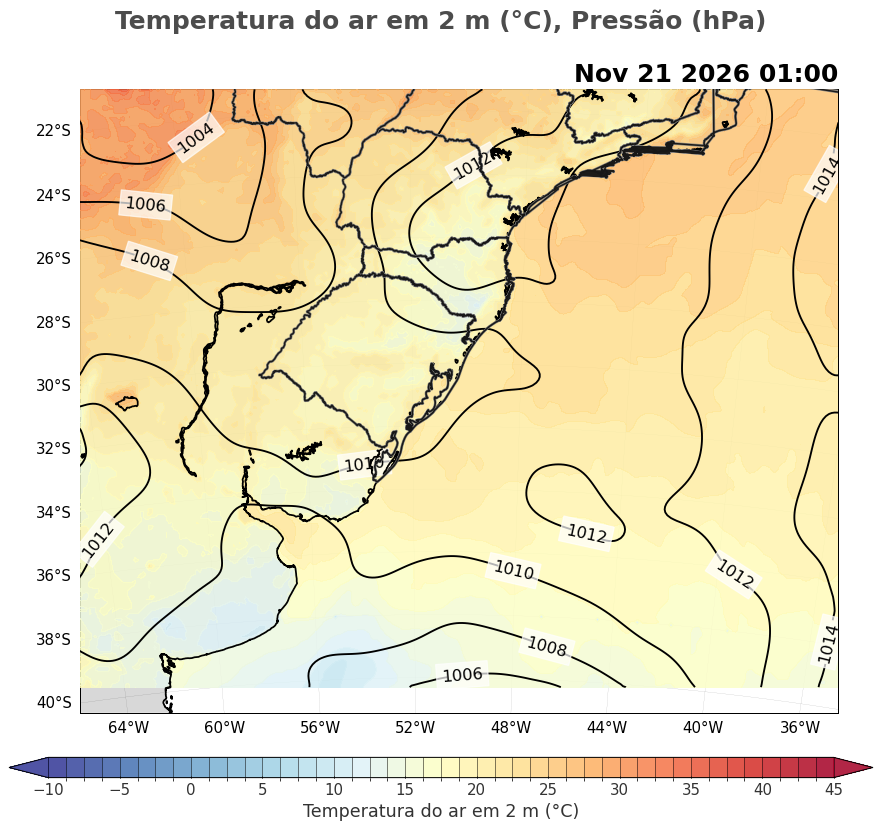 Temperatura do ar em 2 m (°C), Pressão (hPa)
Nov 21 2026 01:00
22°S
24°S
26°S
28°S
30°S
32°S
34°S
36°S
38°S
40°S
1004
1006
1008
1012
1014
1010
1012
1012
1010
1012
1008
1006
1014
64°W
60°W
56°W
52°W
48°W
44°W
40°W
36°W
−10
−5
0
5
10
15
20
25
30
35
40
45
Temperatura do ar em 2 m (°C)